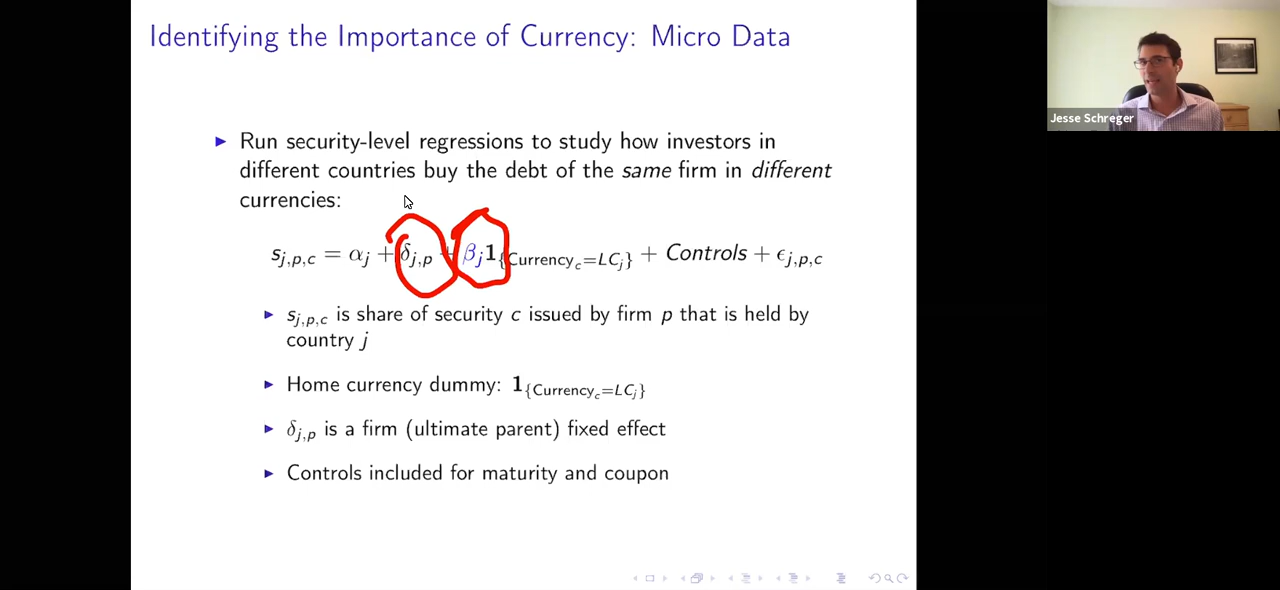 Identifying the Importance of Currency: Micro Data
▶ Run security-level regressions to study how investors in
different countries buy the debt of the same firm in different
currencies:
s_{j,p,c} = α_j + δ_{j,p} + β_j 1_{{Currency_c=LC_j}} + Controls + ϵ_{j,p,c}
▶ s_{j,p,c} is share of security c issued by firm p that is held by
country j
▶ Home currency dummy: 1_{{Currency_c=LC_j}}
▶ δ_{j,p} is a firm (ultimate parent) fixed effect
▶ Controls included for maturity and coupon
Jesse Schreger